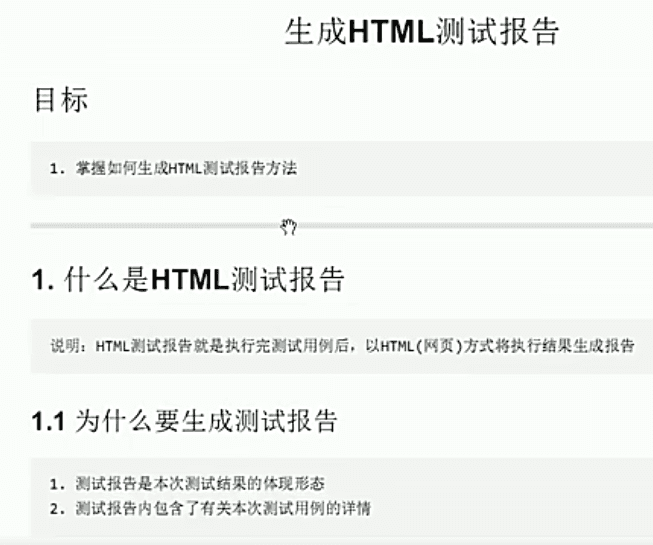 生成HTML测试报告
目标
1. 掌握如何生成HTML测试报告方法
1. 什么是HTML测试报告
说明：HTML测试报告就是执行完测试用例后，以HTML(网页)方式将执行结果生成报告
1.1 为什么要生成测试报告
1. 测试报告是本次测试结果的体现形态
2. 测试报告内包含了有关本次测试用例的详情